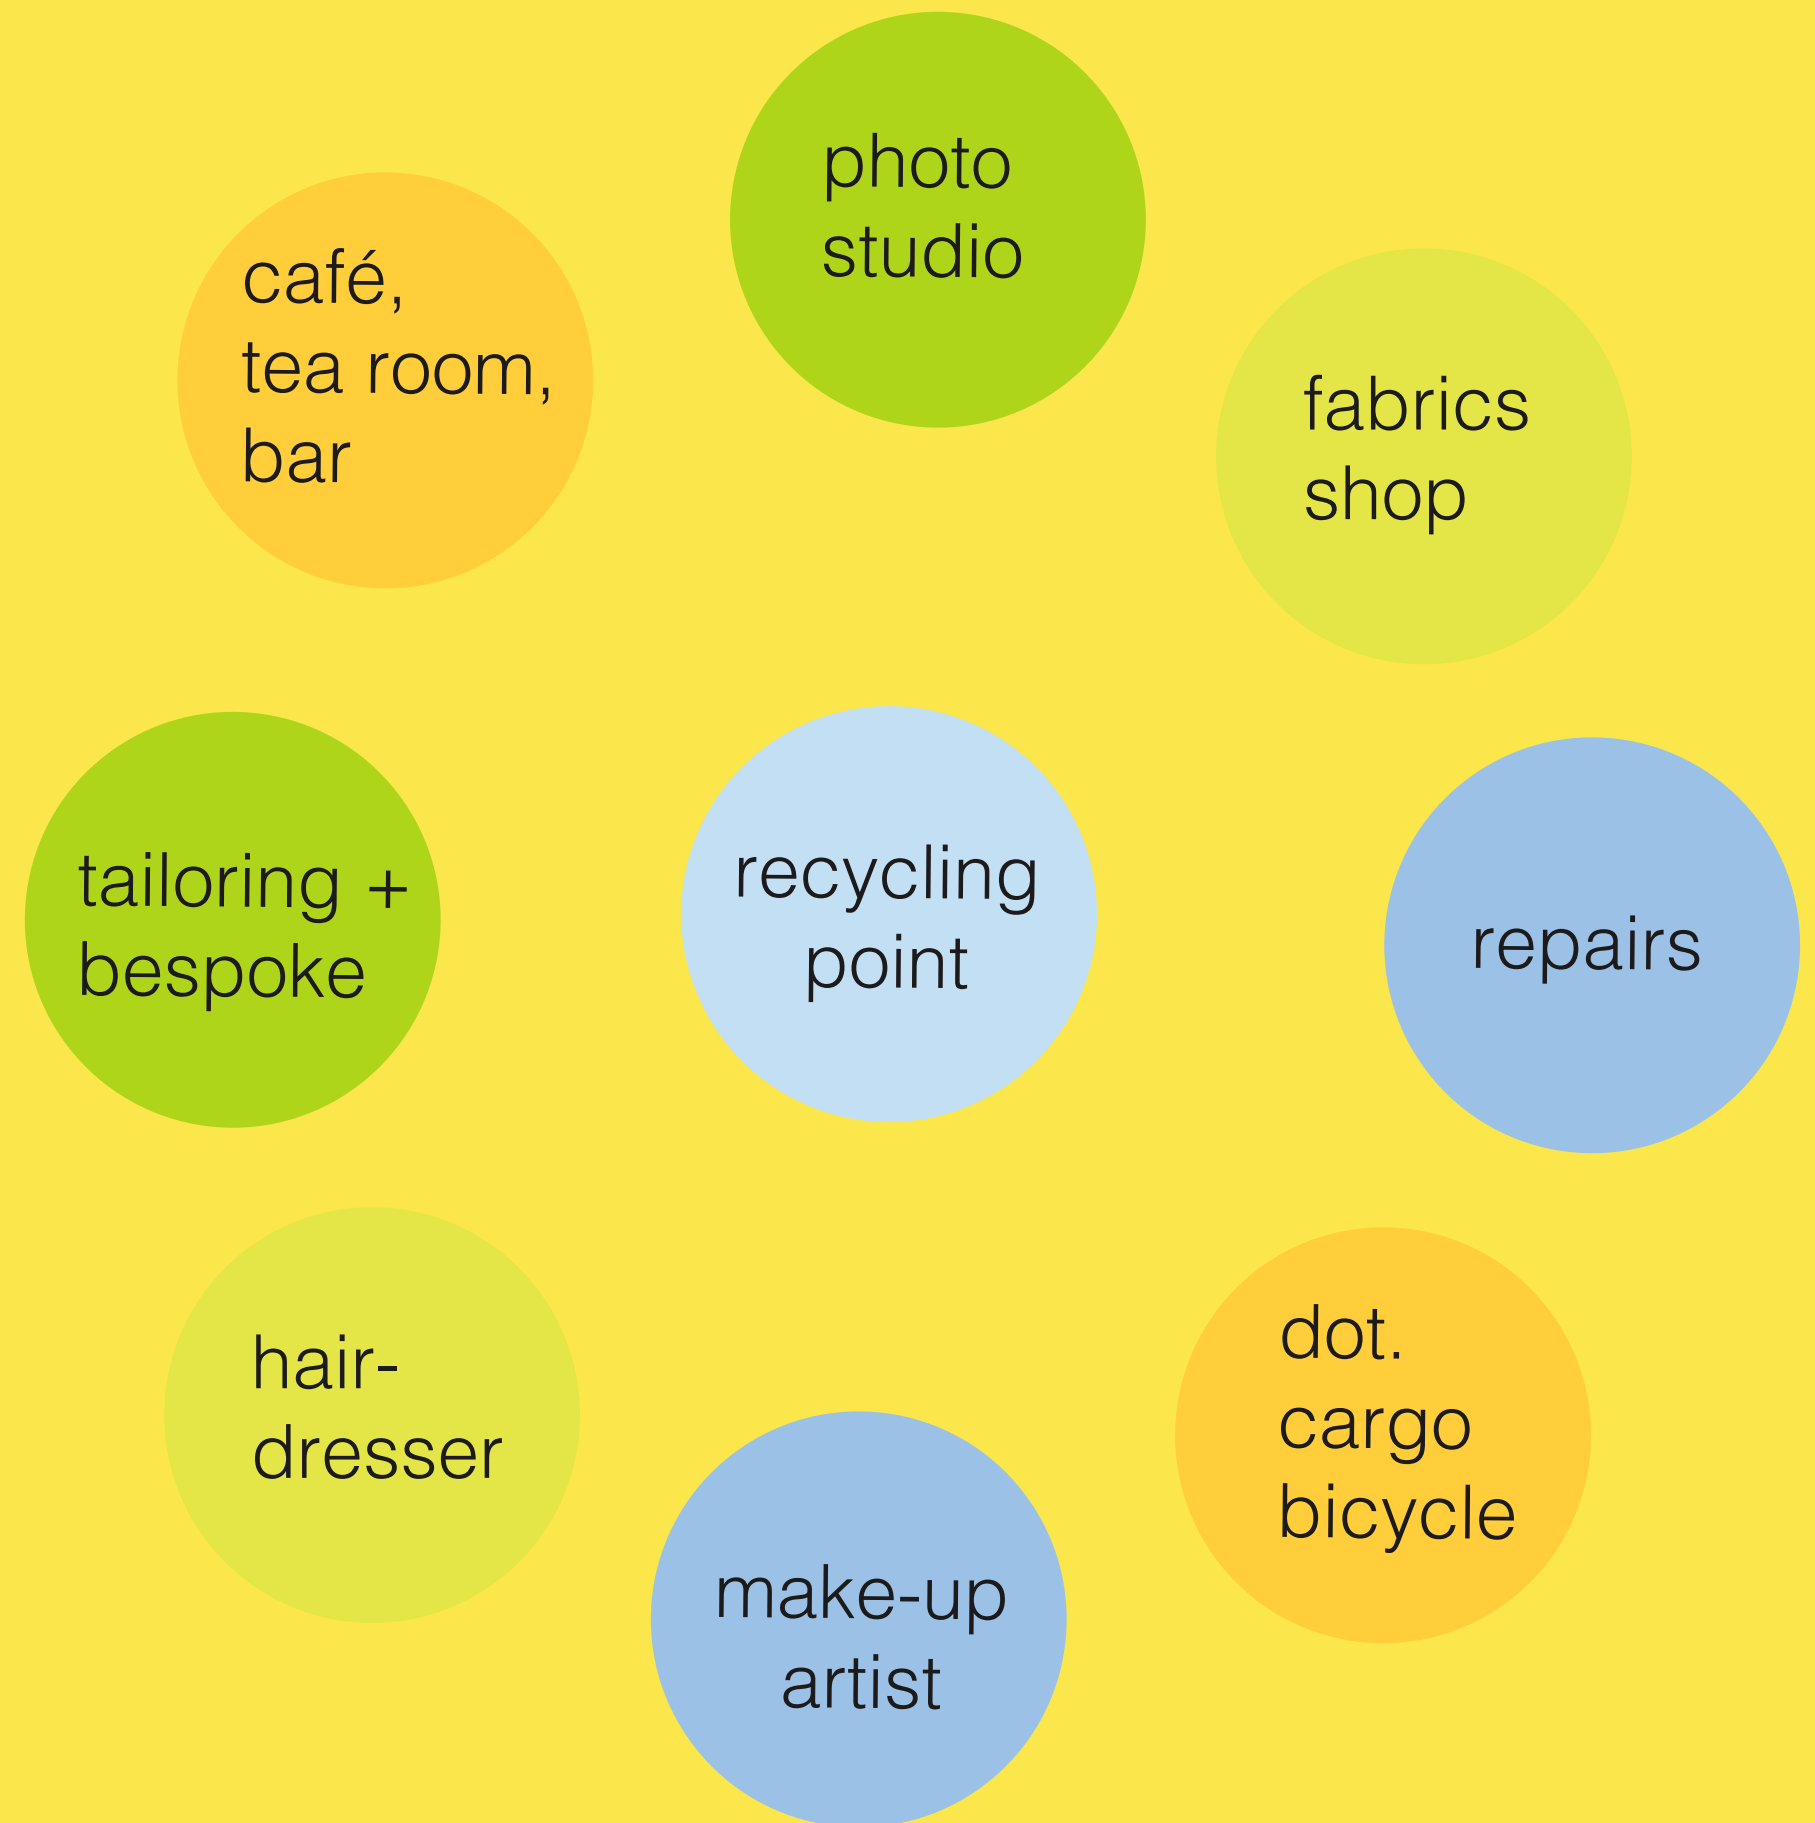 photo
studio
café,
tea room,
bar
fabrics
shop
tailoring +
bespoke
recycling
point
repairs
hair-
dresser
dot.
cargo
bicycle
make-up
artist